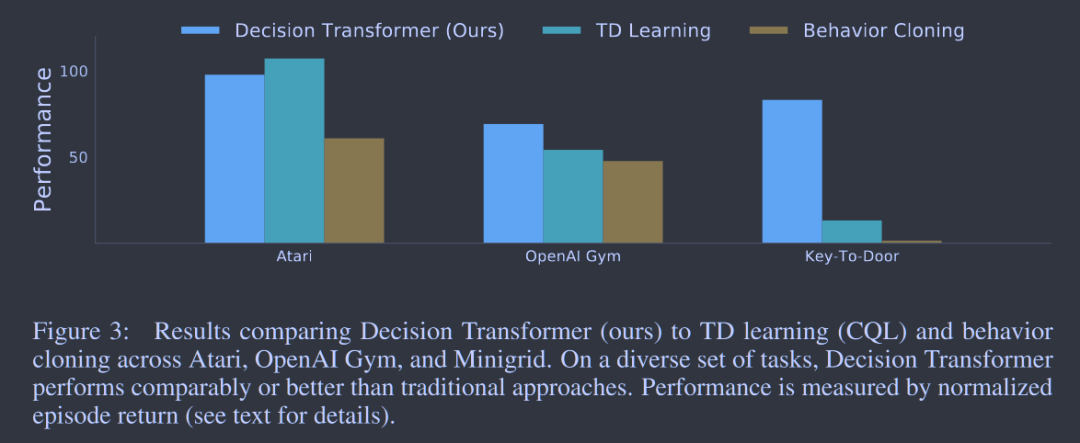 Decision Transformer (Ours) TD Learning Behavior Cloning
Performance
100
50
Atari OpenAI Gym Key-To-Door
Figure 3: Results comparing Decision Transformer (ours) to TD learning (CQL) and behavior
cloning across Atari, OpenAI Gym, and Minigrid. On a diverse set of tasks, Decision Transformer
performs comparably or better than traditional approaches. Performance is measured by normalized
episode return (see text for details).